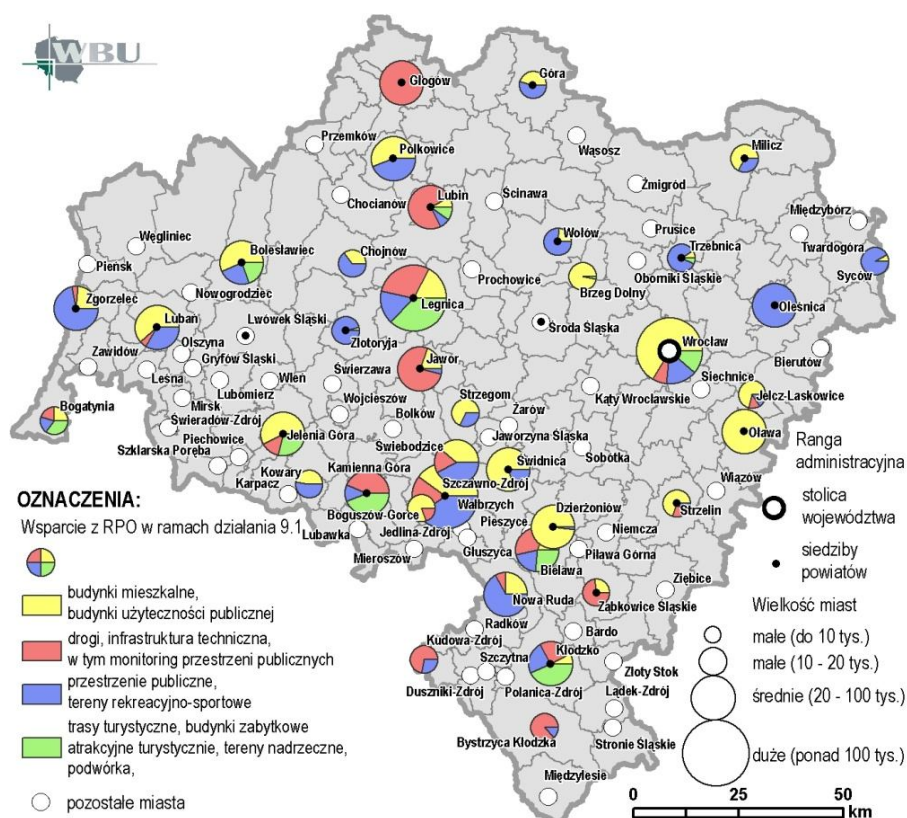 WBU
Głogów
Góra
Przemków
Polkowice
Wąsosz
Milicz
Chocianów
Lubin
Ścinawa
Żmigród
Międzybórz
Węgliniec
Bolesławiec
Chojnów
Wołów
Prusice
Trzebnica
Twardogóra
Pieńsk
Nowogrodziec
Prochowice
Brzeg Dolny
Oborniki Śląskie
Syców
Zgorzelec
Legnica
Oleśnica
Lubań
Lwówek Śląski
Złotoryja
Środa Śląska
Wrocław
Olszyna
Zawidów
Gryfów Śląski
Świerzawa
Jawor
Siechnice
Bierutów
Leśna
Lubomierz
Wleń
Kąty Wrocławskie
Jelcz-Laskowice
Bogatynia
Mirsk
Wojcieszów
Strzegom
Żarów
Świeradów-Zdrój
Bolków
Oława
Piechowice
Jelenia Góra
Świebodzice
Jaworzyna Śląska
Ranga
administracyjna
Szklarska Poręba
Kamienna Góra
Świdnica
Sobótka
Kowary
Szczawno-Zdrój
Wiązów
Karpacz
Wałbrzych
stolica
województwa
OZNACZENIA:
Boguszów-Gorce
Dzierżoniów
Strzelin
Wsparcie z RPO w ramach działania 9.1
Lubawka
Jedlina-Zdrój
Pieszyce
Niemcza
siedziby
powiatów
Mieroszów
Głuszyca
Piława Górna
Bielawa
Ziębice
budynki mieszkalne,
budynki użyteczności publicznej
Nowa Ruda
Ząbkowice Śląskie
Wielkość miast
Radków
Bardo
małe (do 10 tys.)
drogi, infrastruktura techniczna,
w tym monitoring przestrzeni publicznych
Kudowa-Zdrój
Kłodzko
Szczytna
Złoty Stok
małe (10 - 20 tys.)
przestrzenie publiczne,
tereny rekreacyjno-sportowe
Duszniki-Zdrój
Polanica-Zdrój
Lądek-Zdrój
średnie (20 - 100 tys.)
trasy turystyczne, budynki zabytkowe
atrakcyjne turystycznie, tereny nadrzeczne,
podwórka,
Bystrzyca Kłodzka
Stronie Śląskie
duże (ponad 100 tys.)
pozostałe miasta
Międzylesie
0 25 50
km